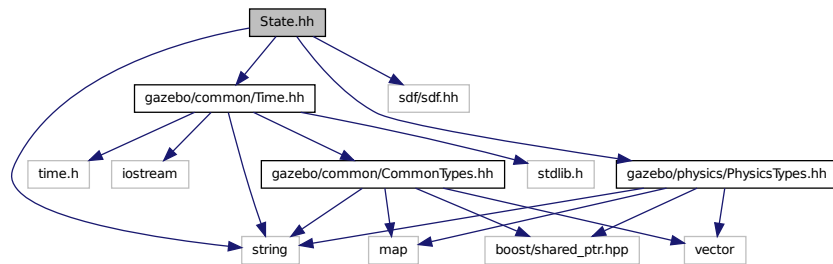 State.hh
gazebo/common/Time.hh
sdf/sdf.hh
time.h
iostream
gazebo/common/CommonTypes.hh
stdlib.h
gazebo/physics/PhysicsTypes.hh
string
map
boost/shared_ptr.hpp
vector